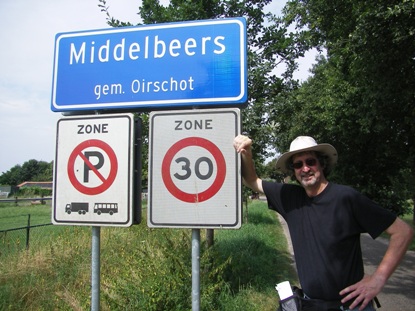 Middelbeers
gem. Oirschot
ZONE
P
ZONE
30